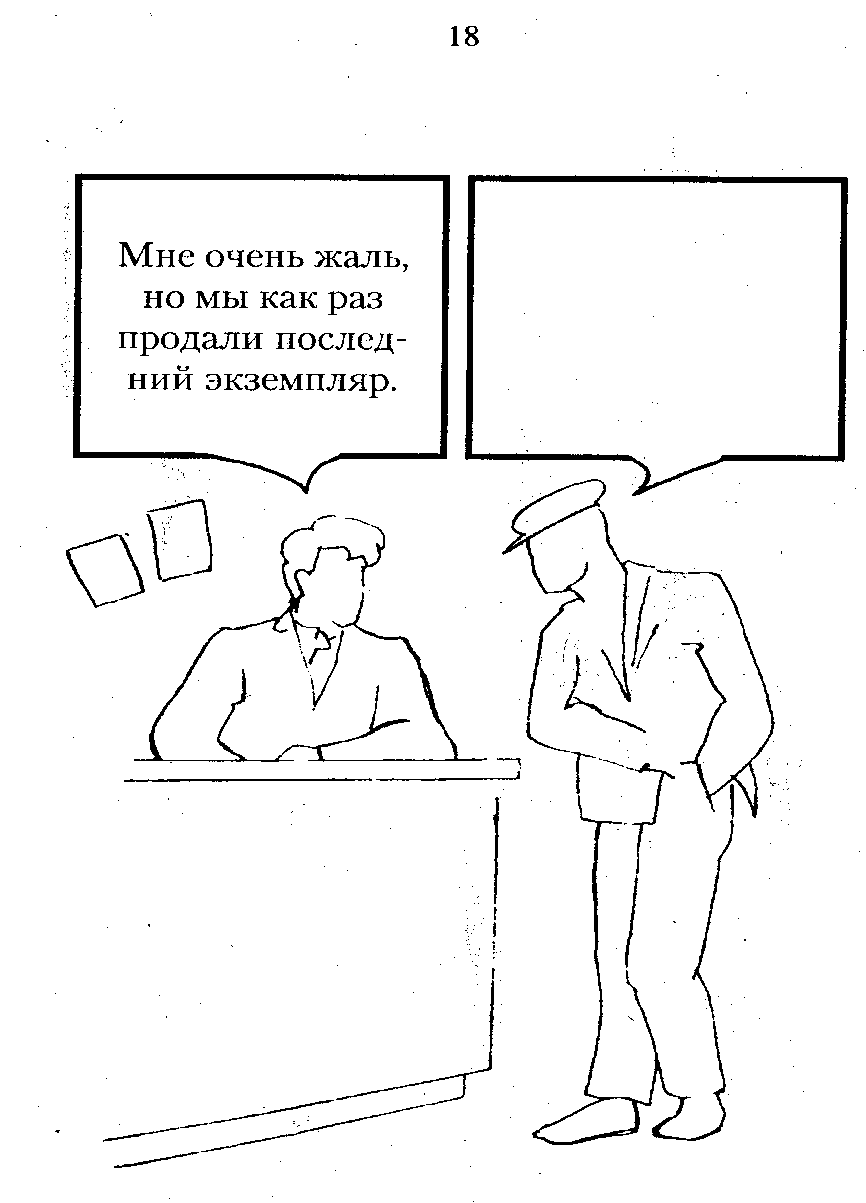 18
Мне очень жаль,
но мы как раз
продали послед-
ний экземпляр.